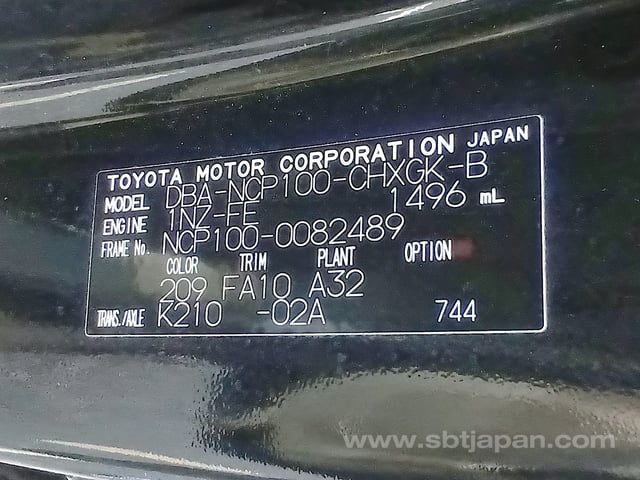 TOYOTA MOTOR CORPORATION JAPAN
MODEL DBA-NCP100-CHXGK-B
ENGINE 1NZ-FE 1496 mL
FRAME No. NCP100-0082489
COLOR TRIM PLANT OPTION
209 FA10 A32
TRANS./AXLE K210 -02A 744
www.sbtjapan.com